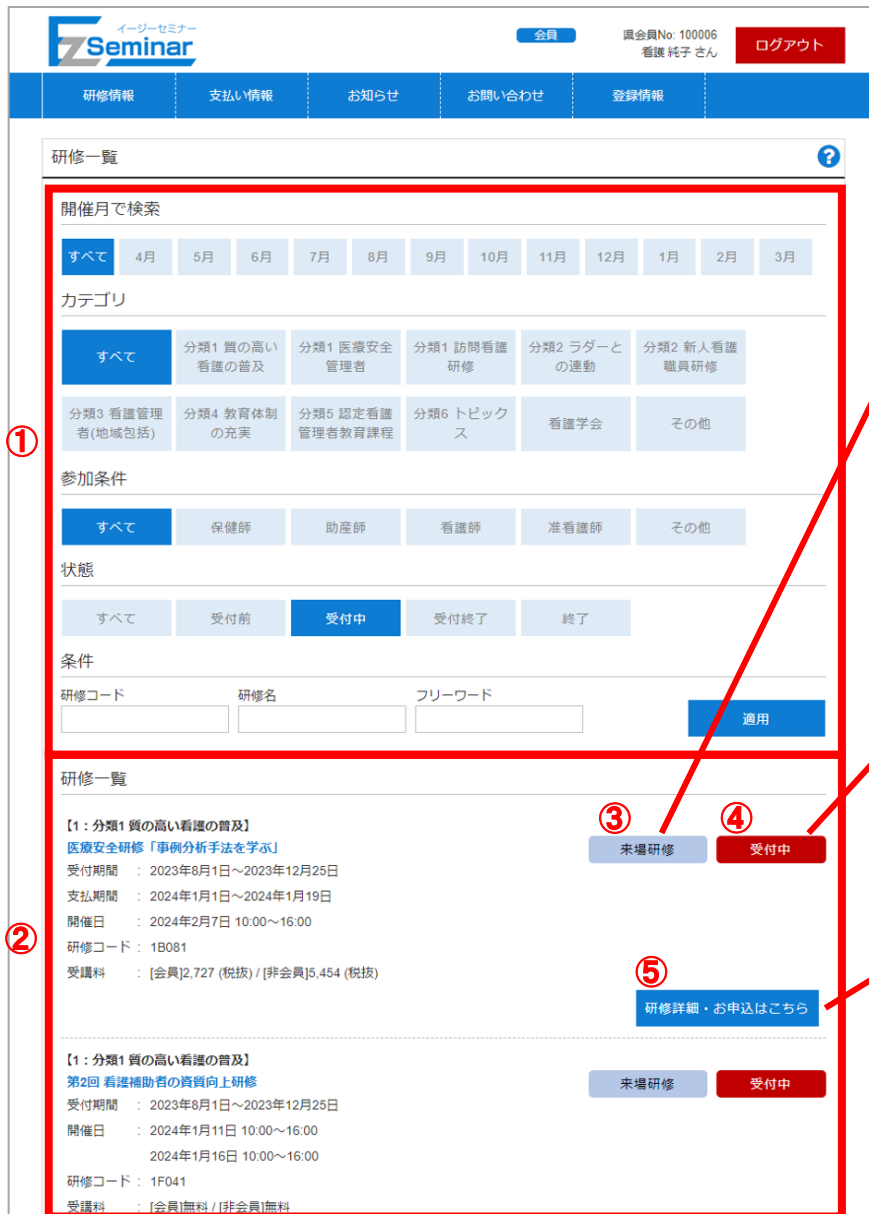 イージーセミナー
EZ Seminar
会員
県会員No: 100006
看護 純子 さん
ログアウト
研修情報 支払い情報 お知らせ お問い合わせ 登録情報
研修一覧
?
開催月で検索
すべて 4月 5月 6月 7月 8月 9月 10月 11月 12月 1月 2月 3月
カテゴリ
すべて
分類1 質の高い
看護の普及
分類1 医療安全
管理者
分類1 訪問看護
研修
分類2 ラダーと
の連動
分類2 新人看護
職員研修
分類3 看護管理
者(地域包括)
分類4 教育体制
の充実
分類5 認定看護
管理者教育課程
分類6 トピック
ス
看護学会
その他
①
参加条件
すべて 保健師 助産師 看護師 准看護師 その他
状態
すべて 受付前 受付中 受付終了 終了
条件
研修コード 研修名 フリーワード
適用
研修一覧
③ ④
【1：分類1 質の高い看護の普及】
医療安全研修「事例分析手法を学ぶ」
来場研修 受付中
受付期間 ： 2023年8月1日～2023年12月25日
支払期間 ： 2024年1月1日～2024年1月19日
開催日 ： 2024年2月7日 10:00～16:00
②
研修コード： 1B081
受講料 ： [会員]2,727 (税抜) / [非会員]5,454 (税抜)
⑤
研修詳細・お申込はこちら
【1：分類1 質の高い看護の普及】
第2回 看護補助者の資質向上研修
来場研修 受付中
受付期間 ： 2023年8月1日～2023年12月25日
開催日 ： 2024年1月11日 10:00～16:00
2024年1月16日 10:00～16:00
研修コード： 1F041
受講料 ： [会員]無料 / [非会員]無料